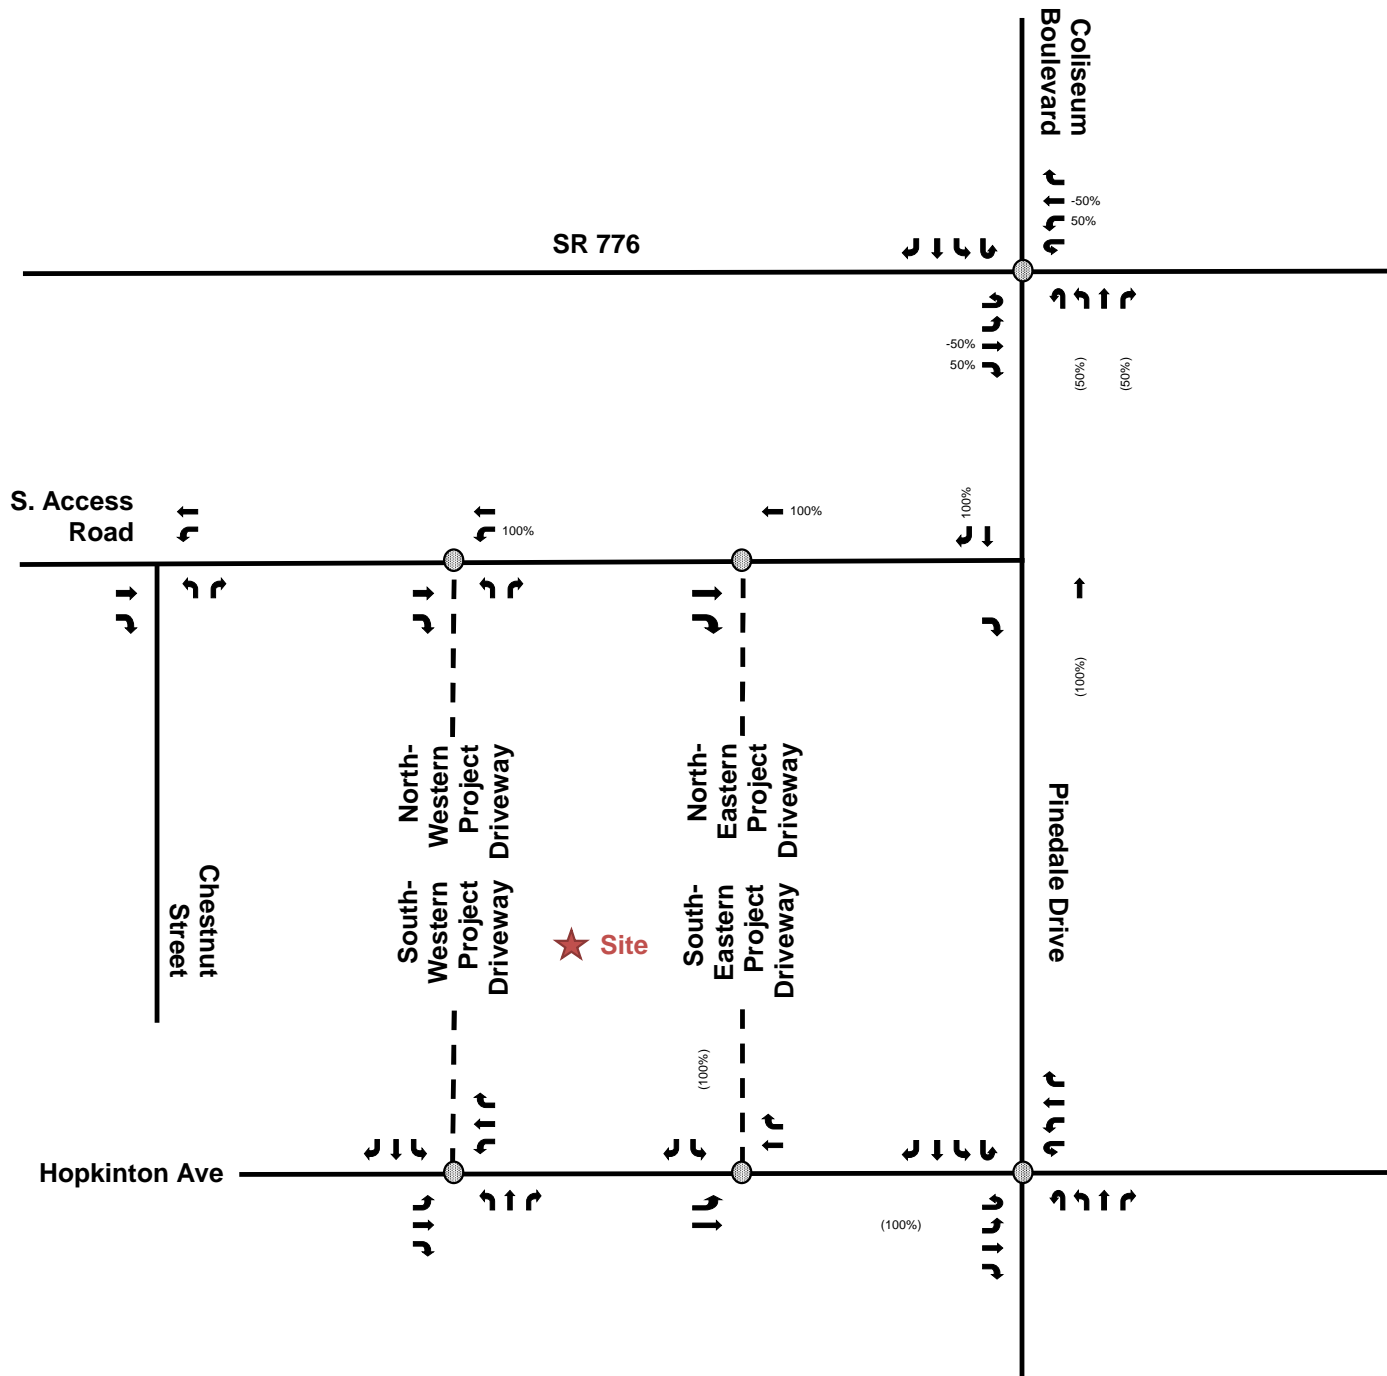 Coliseum
Boulevard
-50%
50%
SR 776
-50%
50%
(50%)
(50%)
S. Access
Road
100%
100%
100%
(100%)
North-
Western
Project
Driveway
North-
Eastern
Project
Driveway
Pinedale Drive
Chestnut
Street
South-
Western
Project
Driveway
Site
South-
Eastern
Project
Driveway
(100%)
Hopkinton Ave
(100%)